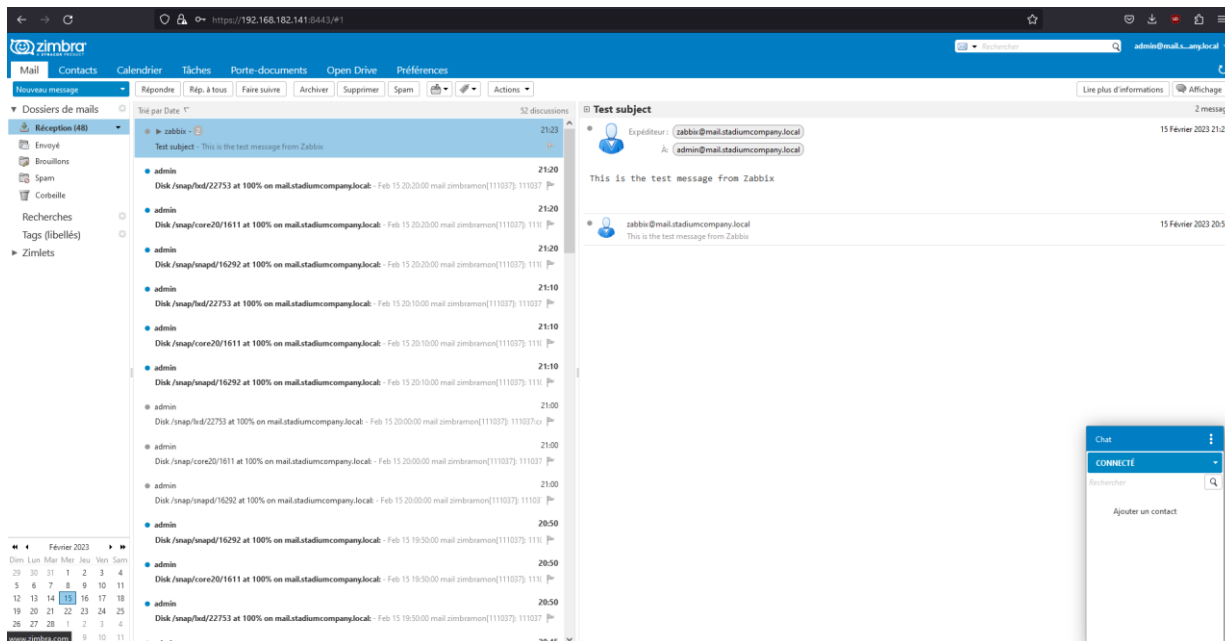 https://192.168.182.141:8443/#1
zimbra
A SYNACOR PRODUCT
Rechercher
admin@mail.s...any.local
Mail Contacts Calendrier Tâches Porte-documents Open Drive Préférences
Nouveau message
Répondre Rép. à tous Faire suivre Archiver Supprimer Spam Actions
Lire plus d'informations Affichage
Dossiers de mails
Réception (48)
Envoyé
Brouillons
Spam
Corbeille
Recherches
Tags (libellés)
Zimlets
Trié par Date
52 discussions
zabbix - 2 21:23
Test subject - This is the test message from Zabbix
admin 21:20
Disk /snap/lxd/22753 at 100% on mail.stadiumcompany.local: - Feb 15 20:20:00 mail zimbramon[111037]: 111037
admin 21:20
Disk /snap/core20/1611 at 100% on mail.stadiumcompany.local: - Feb 15 20:20:00 mail zimbramon[111037]: 11103
admin 21:20
Disk /snap/snapd/16292 at 100% on mail.stadiumcompany.local: - Feb 15 20:20:00 mail zimbramon[111037]: 111(
admin 21:10
Disk /snap/lxd/22753 at 100% on mail.stadiumcompany.local: - Feb 15 20:10:00 mail zimbramon[111037]: 111037
admin 21:10
Disk /snap/core20/1611 at 100% on mail.stadiumcompany.local: - Feb 15 20:10:00 mail zimbramon[111037]: 1110
admin 21:10
Disk /snap/snapd/16292 at 100% on mail.stadiumcompany.local: - Feb 15 20:10:00 mail zimbramon[111037]: 111(
admin 21:00
Disk /snap/lxd/22753 at 100% on mail.stadiumcompany.local: - Feb 15 20:00:00 mail zimbramon[111037]: 111037:
admin 21:00
Disk /snap/core20/1611 at 100% on mail.stadiumcompany.local: - Feb 15 20:00:00 mail zimbramon[111037]: 111037
admin 21:00
Disk /snap/snapd/16292 at 100% on mail.stadiumcompany.local: - Feb 15 20:00:00 mail zimbramon[111037]: 11103
admin 20:50
Disk /snap/snapd/16292 at 100% on mail.stadiumcompany.local: - Feb 15 19:50:00 mail zimbramon[111037]: 111(
admin 20:50
Disk /snap/core20/1611 at 100% on mail.stadiumcompany.local: - Feb 15 19:50:00 mail zimbramon[111037]: 111(
admin 20:50
Disk /snap/lxd/22753 at 100% on mail.stadiumcompany.local: - Feb 15 19:50:00 mail zimbramon[111037]: 111037
Test subject
2 messag
Expéditeur : zabbix@mail.stadiumcompany.local
15 Février 2023 21:2
À: admin@mail.stadiumcompany.local
This is the test message from Zabbix
zabbix@mail.stadiumcompany.local
15 Février 2023 20:5
This is the test message from Zabbix
Chat
CONNECTÉ
Rechercher
Ajouter un contact
Février 2023
Dim Lun Mar Mer Jeu Ven Sam
29 30 31 1 2 3 4
5 6 7 8 9 10 11
12 13 14 15 16 17 18
19 20 21 22 23 24 25
26 27 28 1 2 3 4
www.zimbra.com 9 10 11